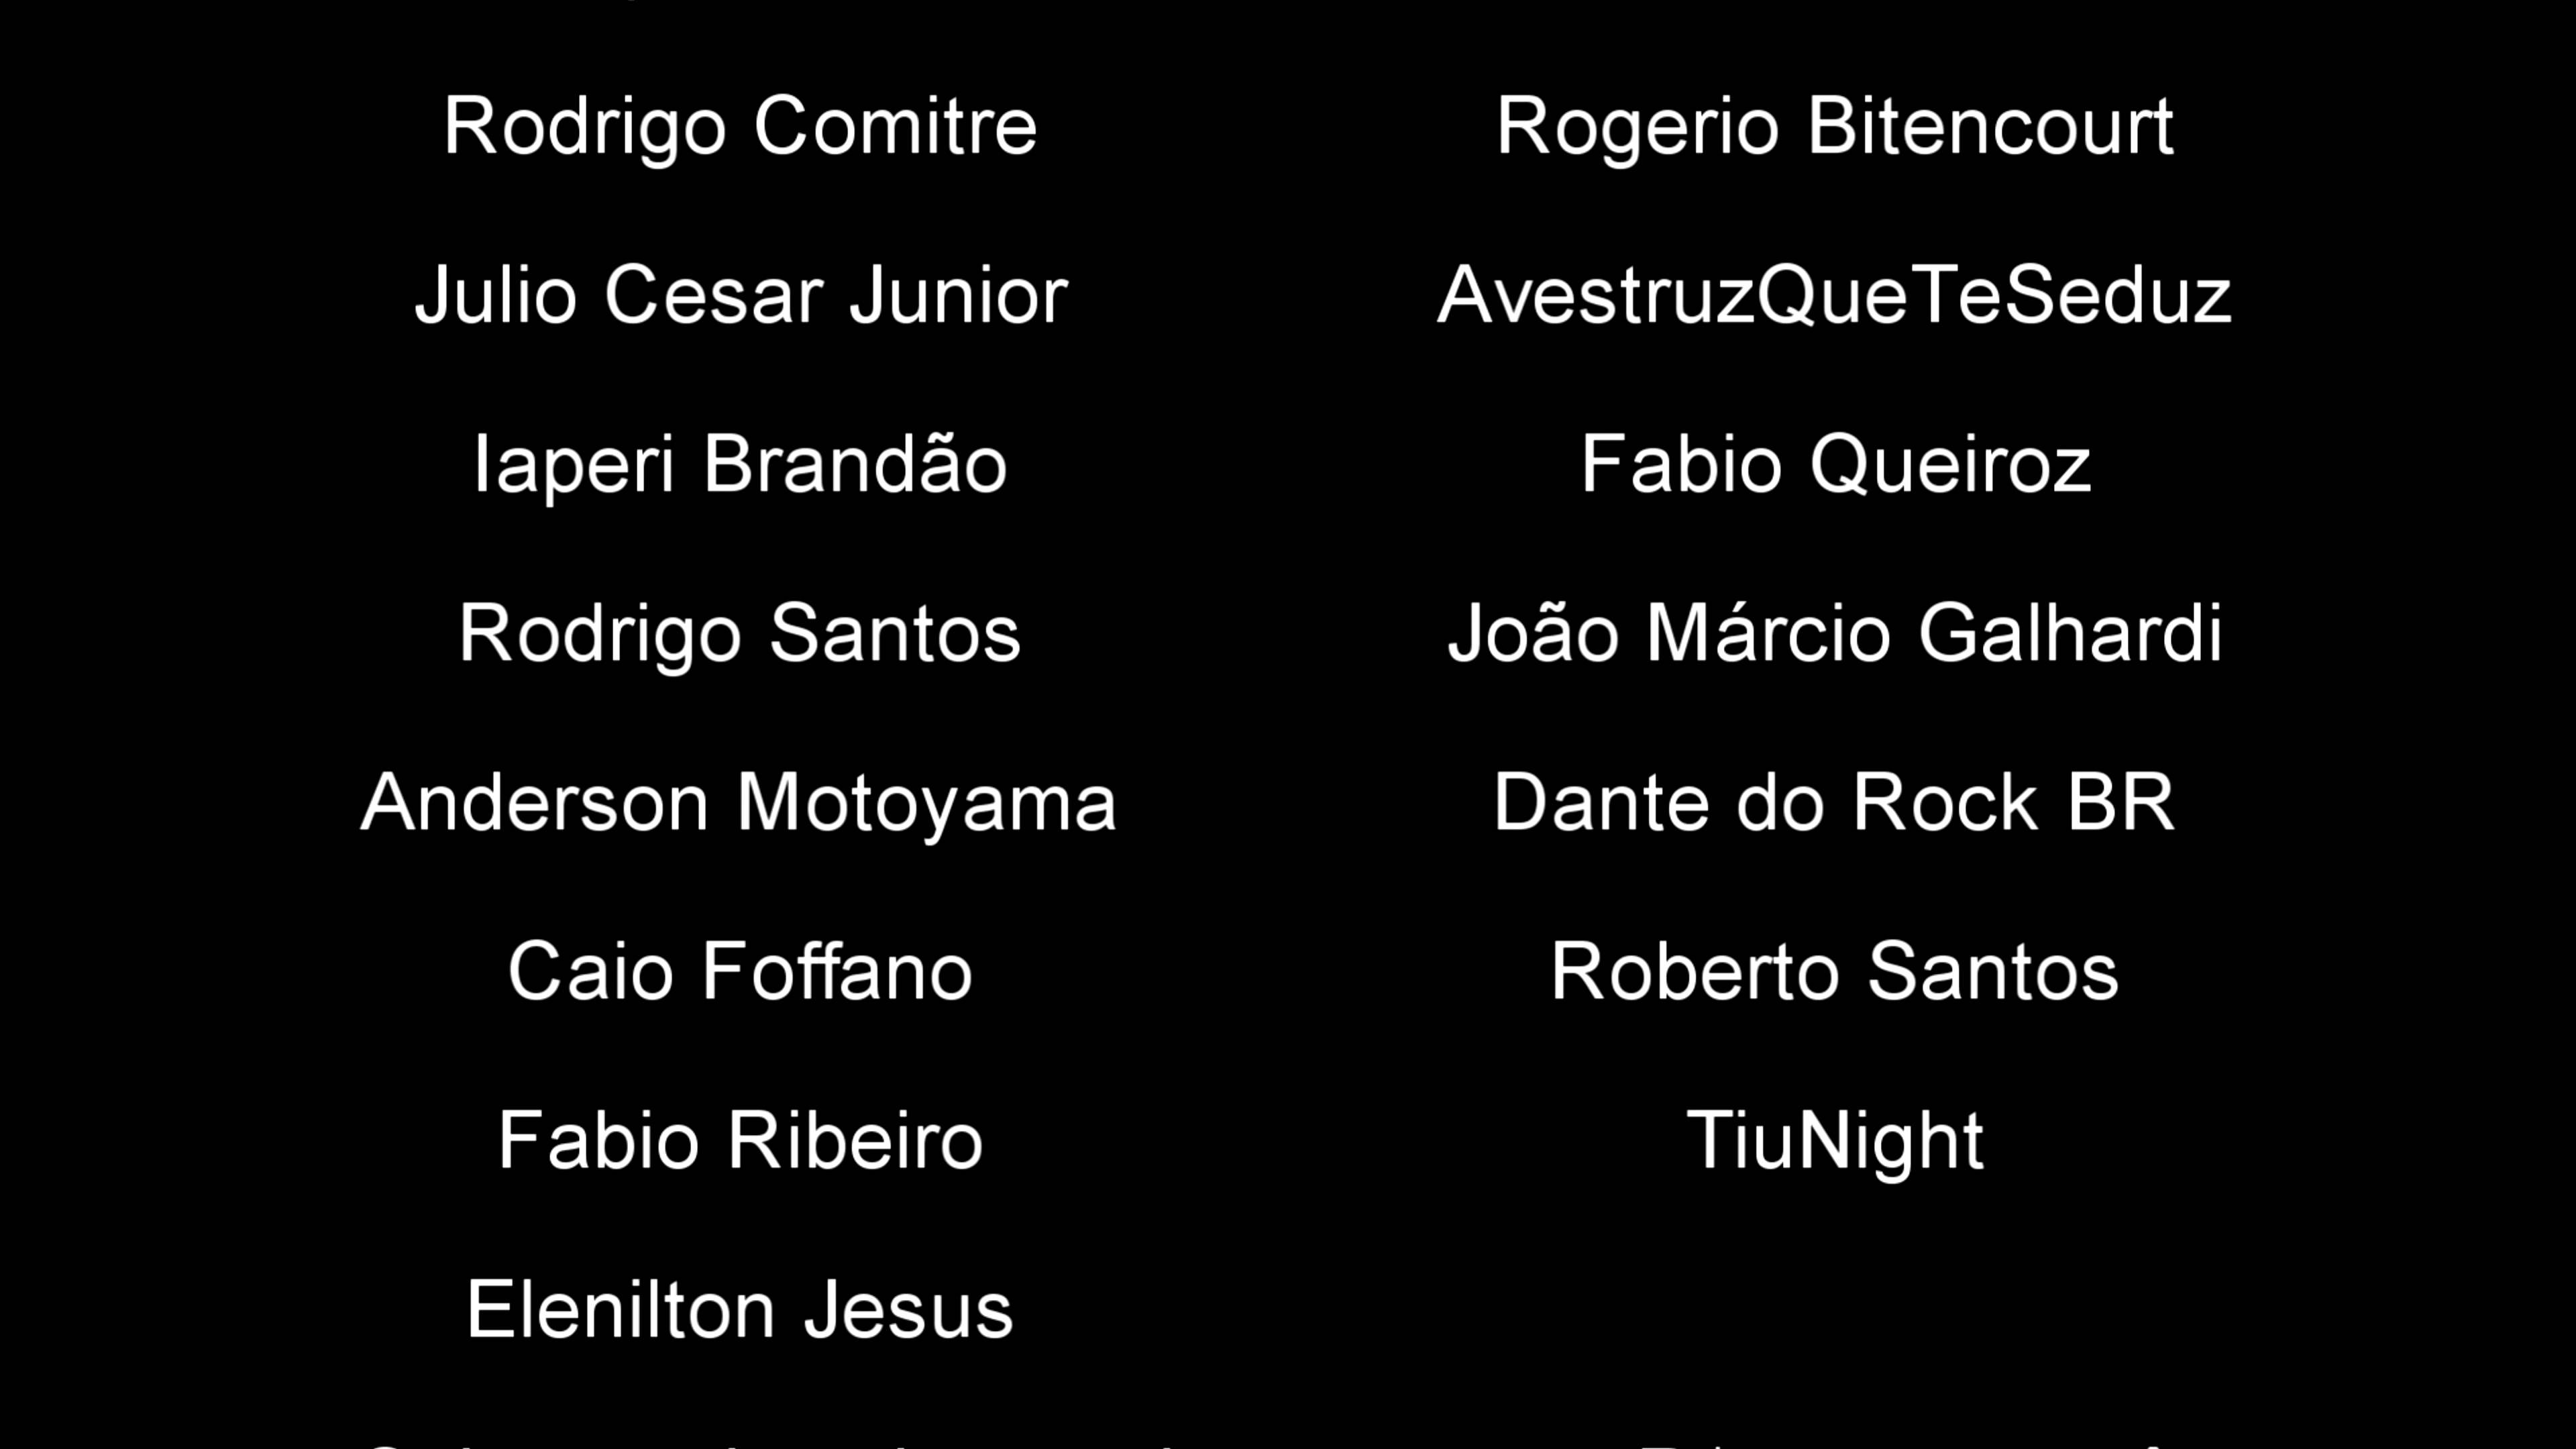 Rodrigo Comitre
Rogerio Bitencourt
Julio Cesar Junior
AvestruzQueTeSeduz
Iaperi Brandão
Fabio Queiroz
Rodrigo Santos
João Márcio Galhardi
Anderson Motoyama
Dante do Rock BR
Caio Foffano
Roberto Santos
Fabio Ribeiro
TiuNight
Elenilton Jesus